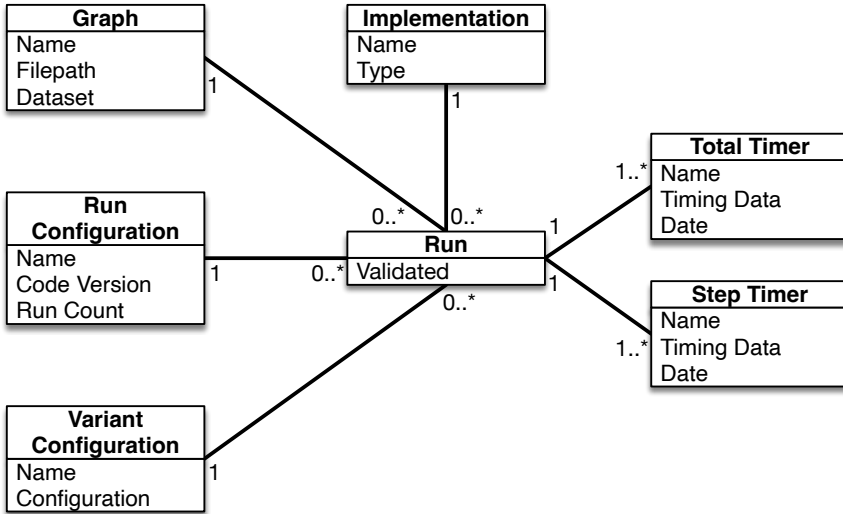 Graph
Name
Filepath
Dataset
1
Implementation
Name
Type
1
Total Timer
Name
Timing Data
Date
1..*
Run
Configuration
Name
Code Version
Run Count
1
0..*
0..*
0..*
Run
Validated
1
1
0..*
Step Timer
Name
Timing Data
Date
1..*
Variant
Configuration
Name
Configuration
1